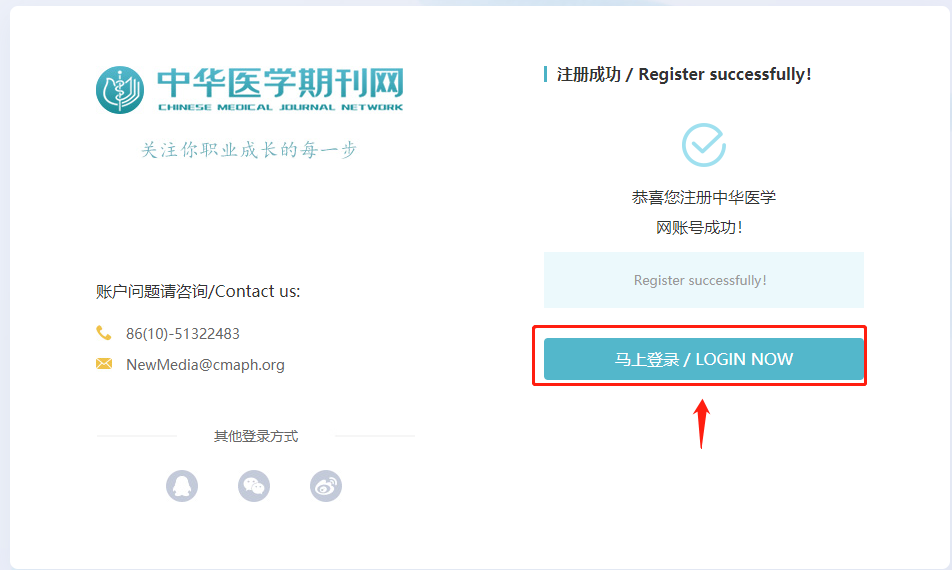 中华医学期刊网
CHINESE MEDICAL JOURNAL NETWORK
关注你职业成长的每一步
账户问题请咨询/Contact us:
86(10)-51322483
NewMedia@cmaph.org
其他登录方式
注册成功 / Register successfully!
恭喜您注册中华医学
网账号成功!
Register successfully!
马上登录 / LOGIN NOW